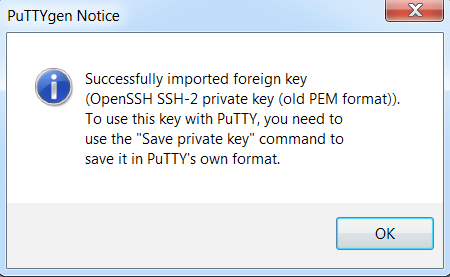 PuTTYgen Notice
Successfully imported foreign key
(OpenSSH SSH-2 private key (old PEM format)).
To use this key with PuTTY, you need to
use the "Save private key" command to
save it in PuTTY's own format.
OK